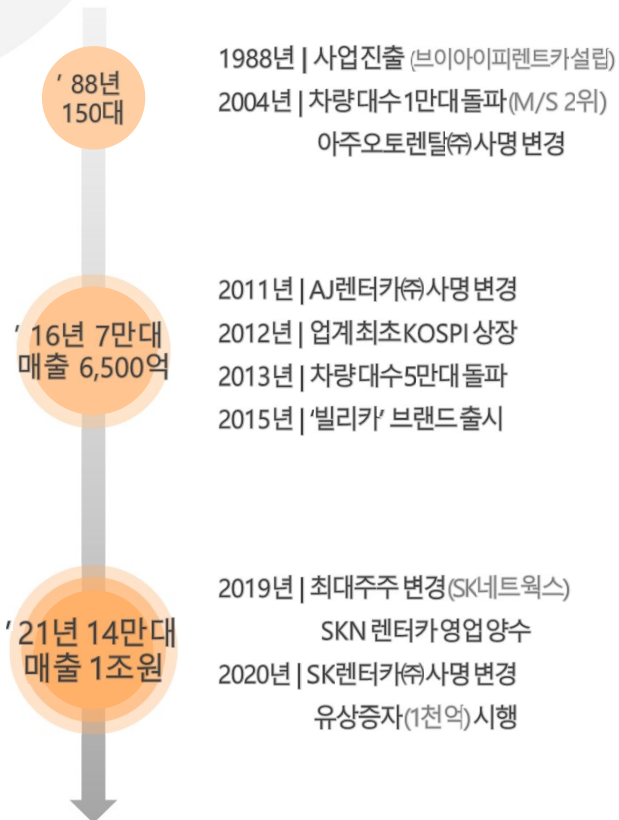 ’ 88년
150대
1988년 | 사업진출 (브이아이피렌트카설립)
2004년 | 차량대수 1만대 돌파(M/S 2위)
아주오토렌탈㈜사명변경
’ 16년 7만대
매출 6,500억
2011년 | AJ렌터카㈜사명변경
2012년 | 업계최초 KOSPI 상장
2013년 | 차량대수 5만대 돌파
2015년 | ‘빌리카’ 브랜드 출시
’ 21년 14만대
매출 1조원
2019년 | 최대주주 변경(SK네트웍스)
SKN 렌터카 영업양수
2020년 | SK렌터카㈜사명변경
유상증자(1천억)시행